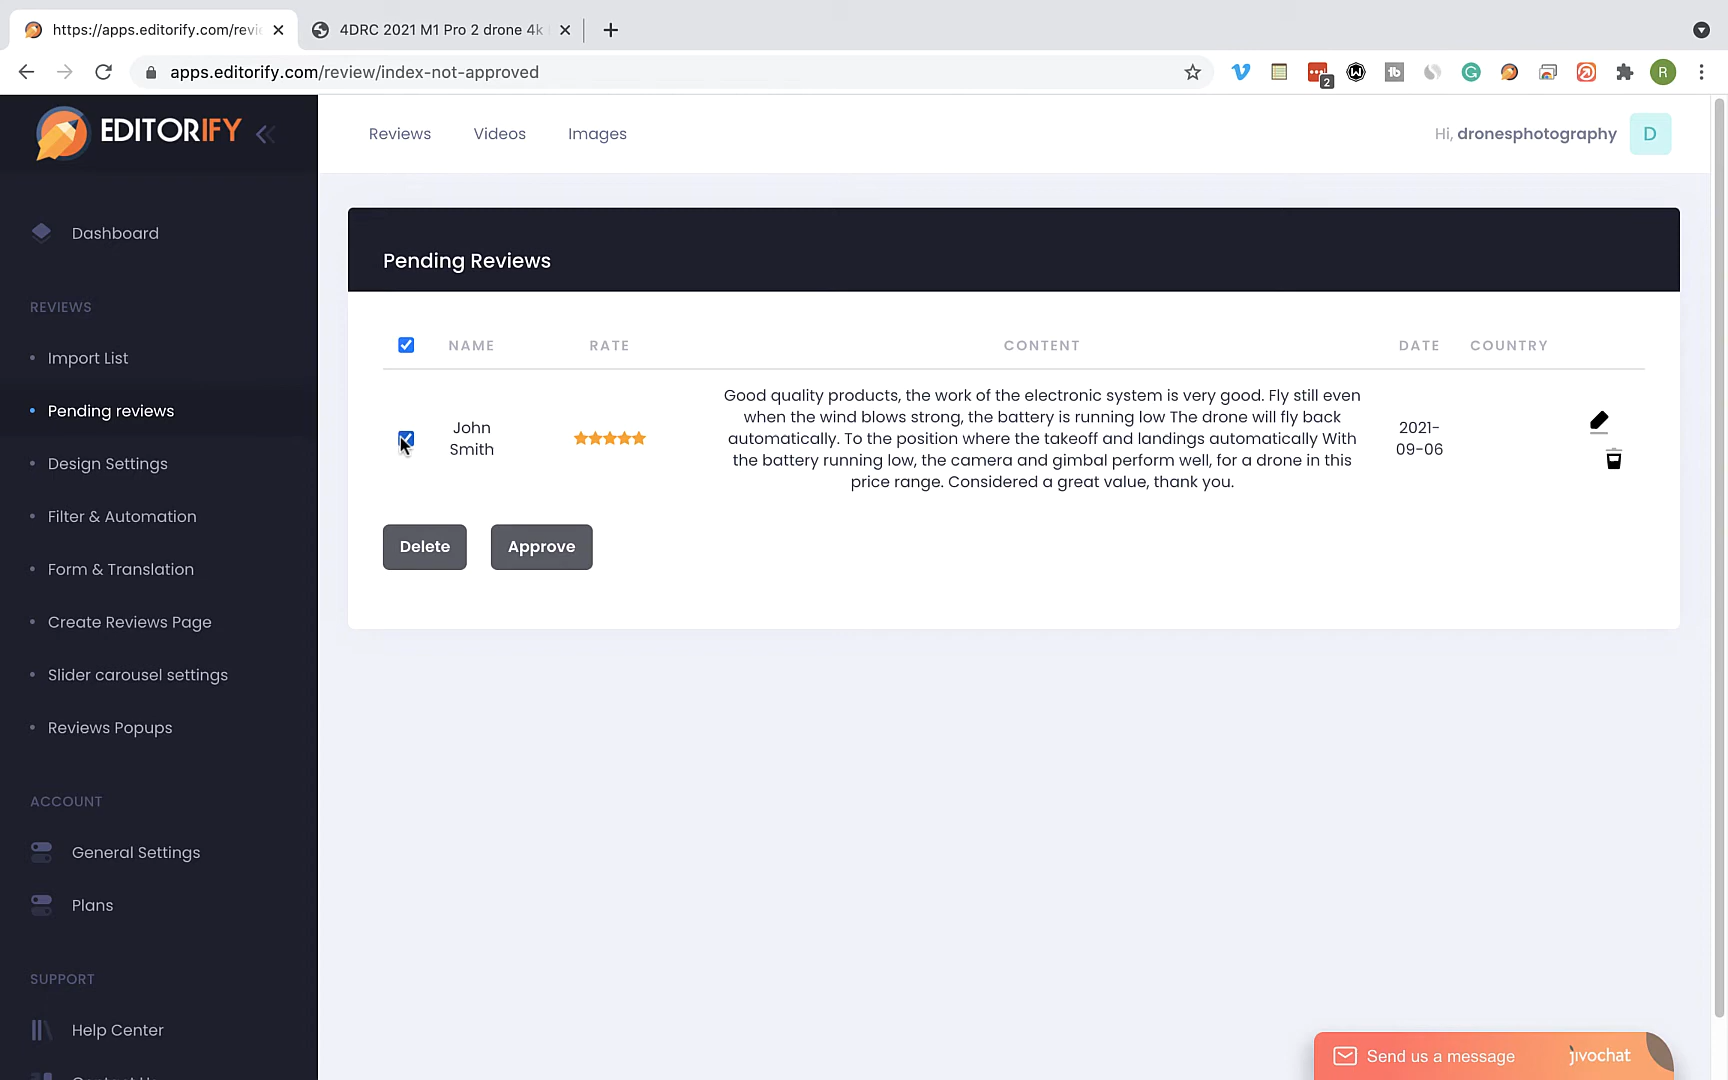 https://apps.editorify.com/revie
4DRC 2021 M1 Pro 2 drone 4k
apps.editorify.com/review/index-not-approved
2
R
EDITORIFY
Reviews
Videos
Images
Hi, dronesphotography
D
Dashboard
REVIEWS
Import List
Pending reviews
Design Settings
Filter & Automation
Form & Translation
Create Reviews Page
Slider carousel settings
Reviews Popups
ACCOUNT
General Settings
Plans
SUPPORT
Help Center
Pending Reviews
NAME
RATE
CONTENT
DATE
COUNTRY
John
Smith
Good quality products, the work of the electronic system is very good. Fly still even
when the wind blows strong, the battery is running low The drone will fly back
automatically. To the position where the takeoff and landings automatically With
the battery running low, the camera and gimbal perform well, for a drone in this
price range. Considered a great value, thank you.
2021-
09-06
Delete
Approve
Send us a message
jivochat